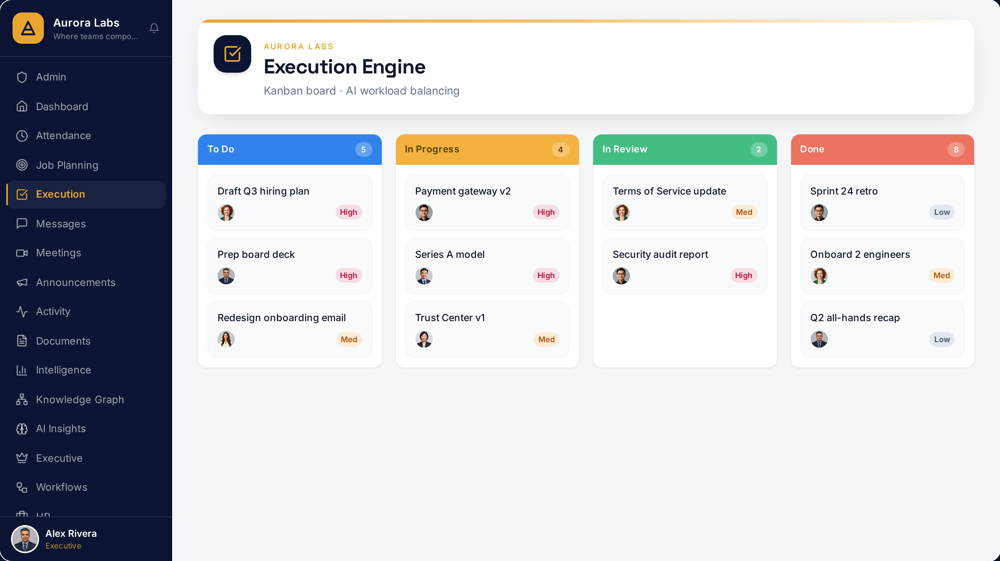 Aurora Labs
Where teams compo...
Admin
Dashboard
Attendance
Job Planning
Execution
Messages
Meetings
Announcements
Activity
Documents
Intelligence
Knowledge Graph
AI Insights
Executive
Workflows
HR
Alex Rivera
Executive
AURORA LABS
Execution Engine
Kanban board · AI workload balancing
To Do 5
Draft Q3 hiring plan
High
Prep board deck
High
Redesign onboarding email
Med
In Progress 4
Payment gateway v2
High
Series A model
High
Trust Center v1
Med
In Review 2
Terms of Service update
Med
Security audit report
High
Done 8
Sprint 24 retro
Low
Onboard 2 engineers
Med
Q2 all-hands recap
Low